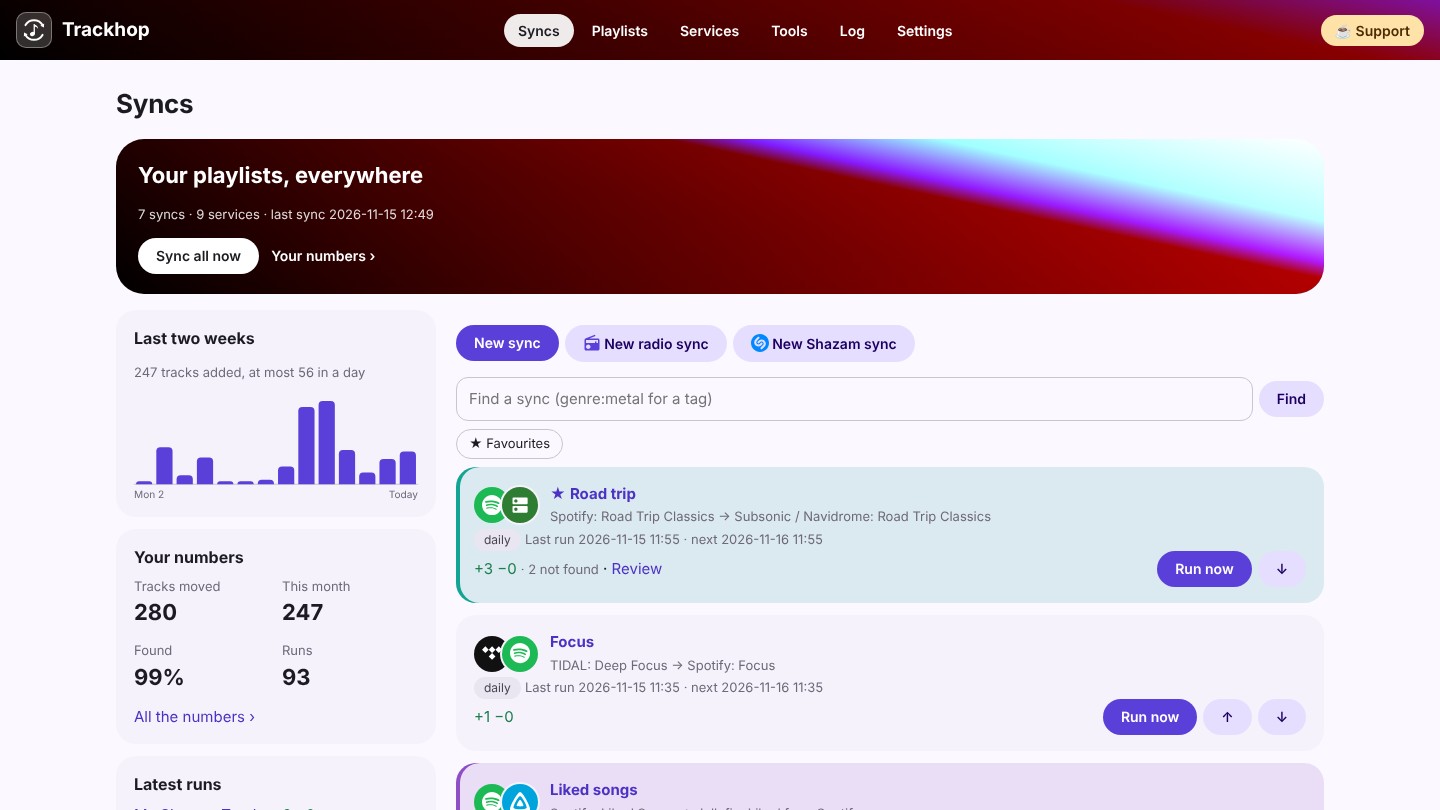 Trackhop
Syncs
Playlists
Services
Tools
Log
Settings
☕ Support
Syncs
Your playlists, everywhere
7 syncs · 9 services · last sync 2026-11-15 12:49
Sync all now
Your numbers ›
Last two weeks
247 tracks added, at most 56 in a day
Mon 2
Today
Your numbers
Tracks moved
280
This month
247
Found
99%
Runs
93
All the numbers ›
Latest runs
New sync
New radio sync
New Shazam sync
Find a sync (genre:metal for a tag)
Find
★ Favourites
★ Road trip
Spotify: Road Trip Classics → Subsonic / Navidrome: Road Trip Classics
daily Last run 2026-11-15 11:55 · next 2026-11-16 11:55
+3 −0 · 2 not found · Review
Run now
↓
Focus
TIDAL: Deep Focus → Spotify: Focus
daily Last run 2026-11-15 11:35 · next 2026-11-16 11:35
+1 −0
Run now
↑
↓
Liked songs